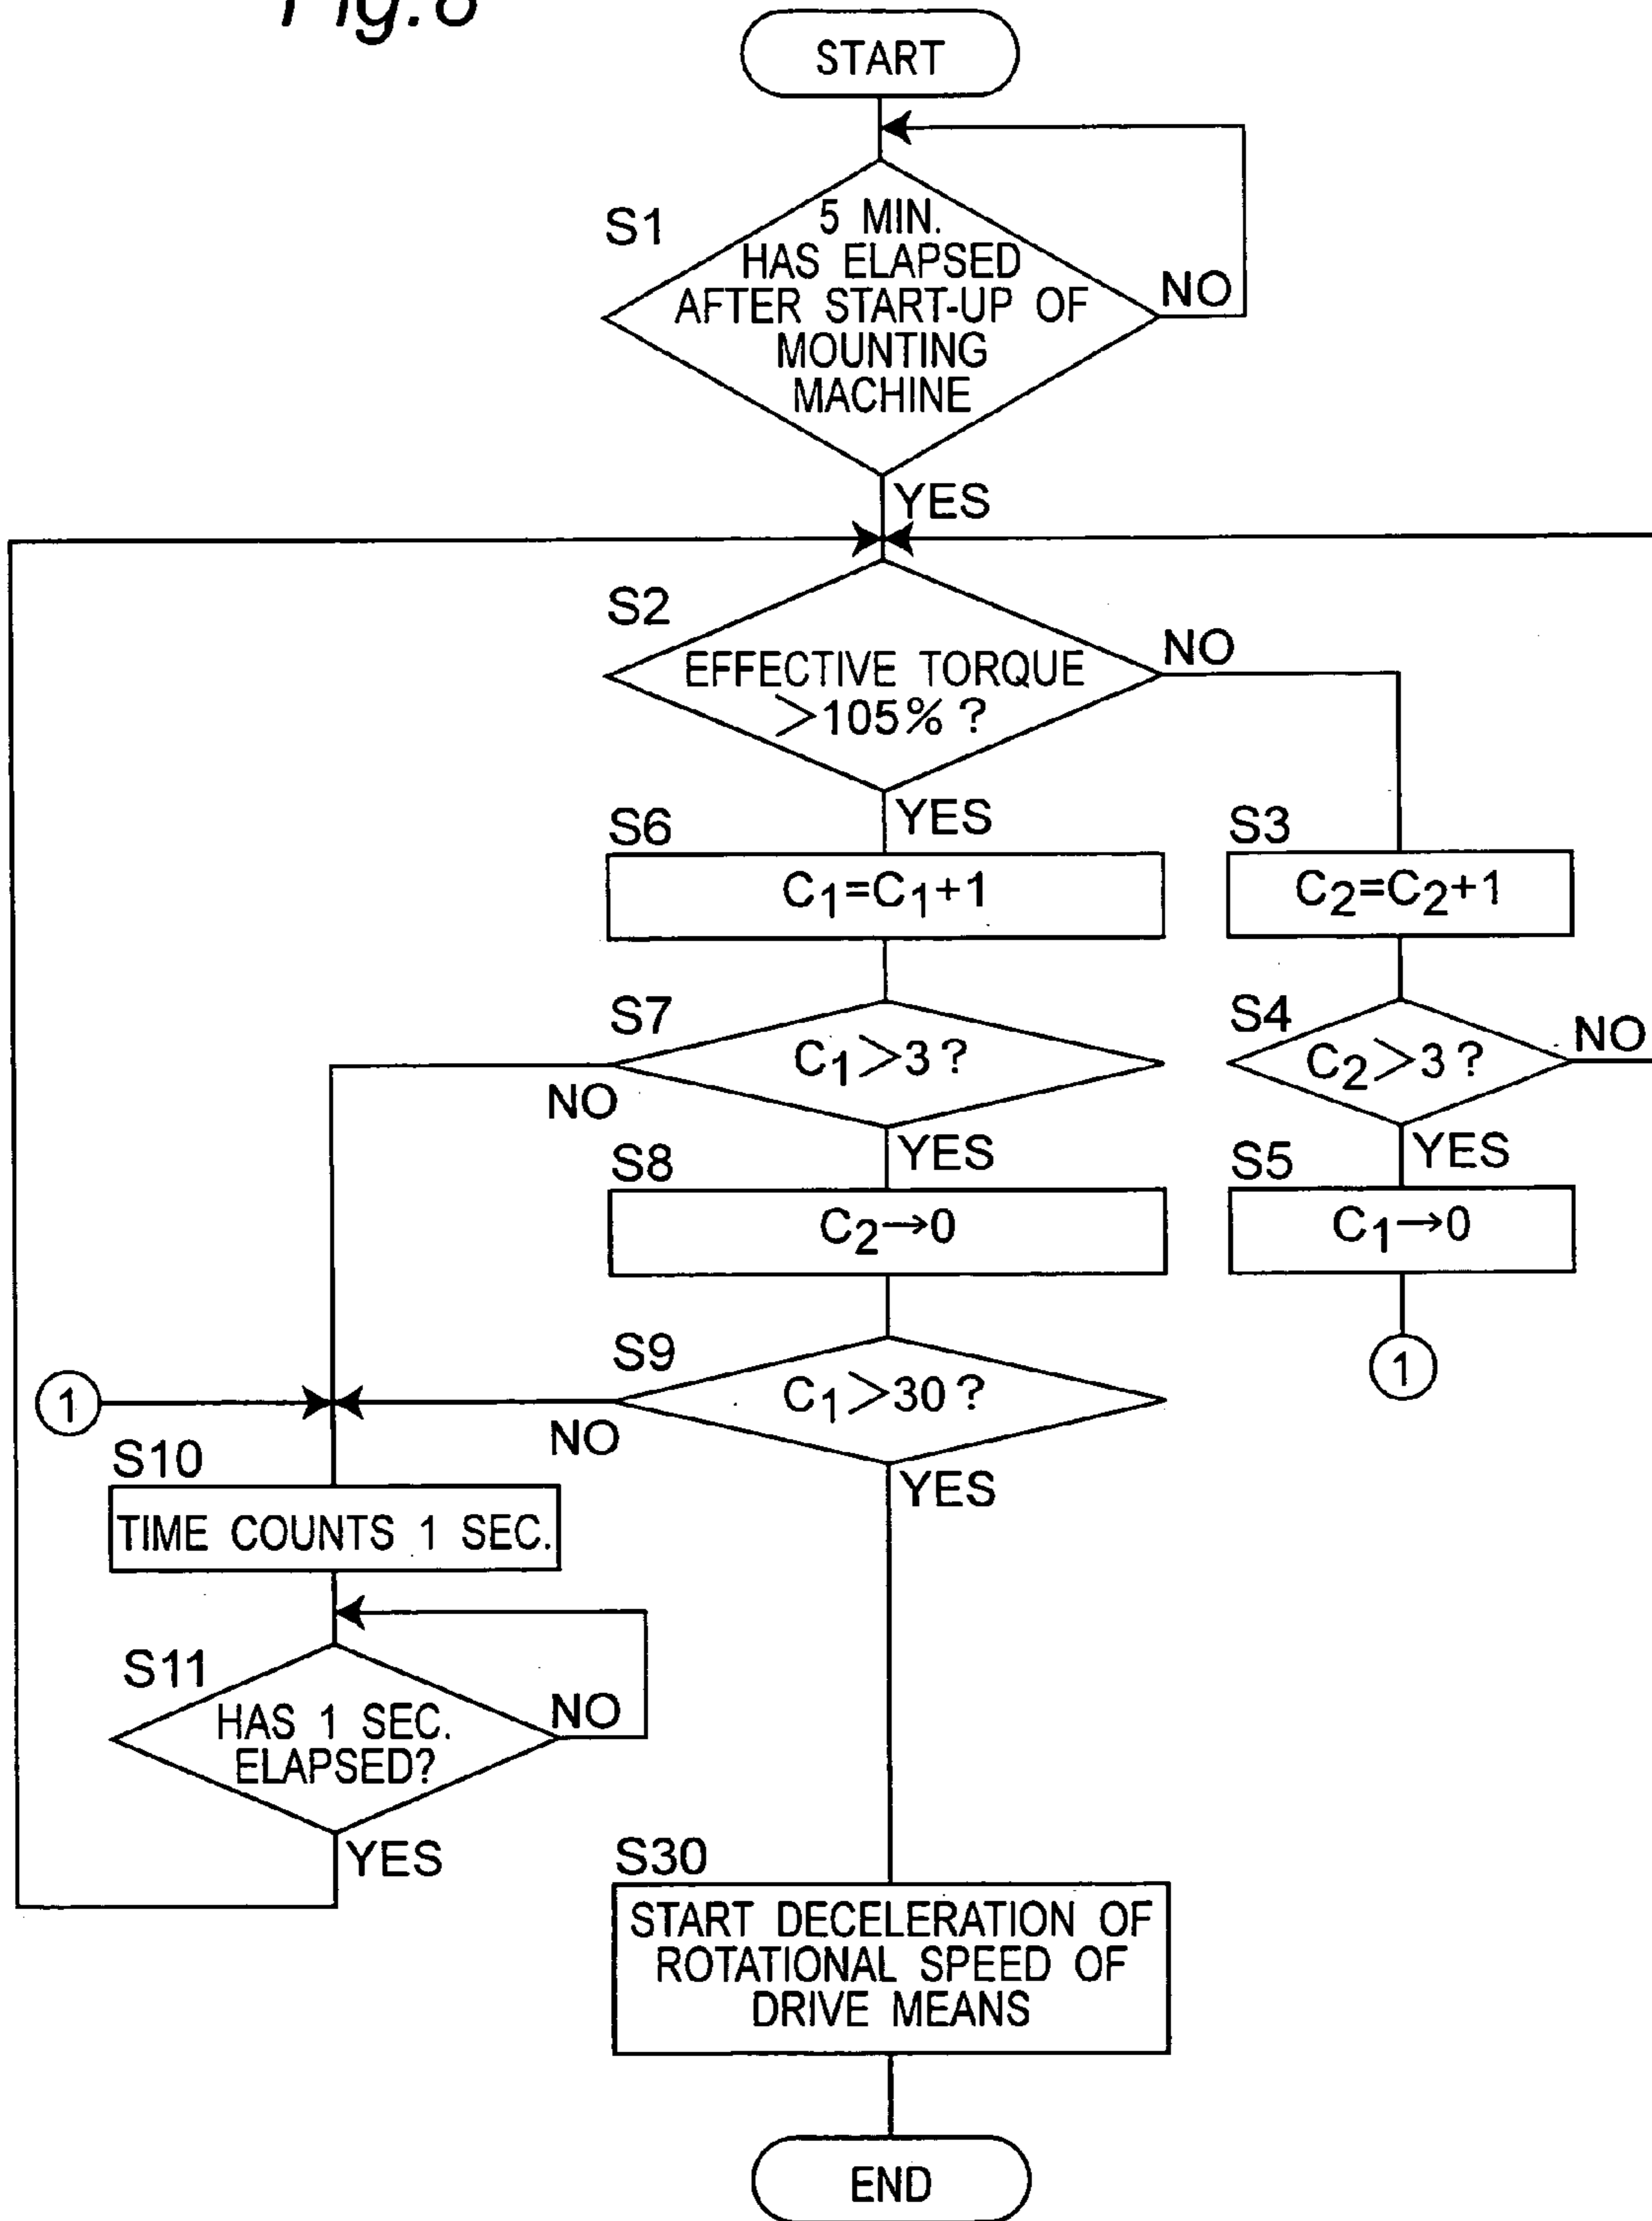 START
S1
5 MIN.
HAS ELAPSED
AFTER START-UP OF
MOUNTING
MACHINE
NO
YES
S2
EFFECTIVE TORQUE
>105%?
NO
YES
S6
C1=C1+1
S3
C2=C2+1
S7
C1>3?
NO
YES
S4
C2>3?
NO
YES
S8
C2→0
S5
C1→0
1
S9
C1>30?
NO
YES
1
S10
TIME COUNTS 1 SEC.
S11
HAS 1 SEC.
ELAPSED?
NO
YES
S30
START DECELERATION OF
ROTATIONAL SPEED OF
DRIVE MEANS
END